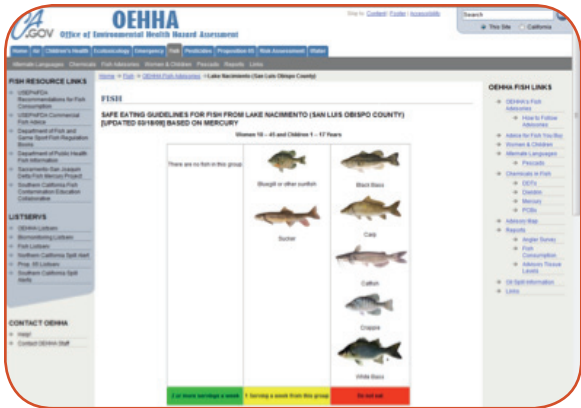 CA.GOV
OEHHA
Office of Environmental Health Hazard Assessment
Skip to: Content | Footer | Accessibility
Search
This Site California
Home Air Children's Health Ecotoxicology Emergency Fish Pesticides Proposition 65 Risk Assessment Water
Alternate Languages Chemicals Fish Advisories Women & Children Pescado Reports Links
Home -> Fish -> OEHHA Fish Advisories -> Lake Nacimiento (San Luis Obispo County)
FISH RESOURCE LINKS
USEPA/FDA
Recommendations for Fish
Consumption
USEPA/FDA Commercial
Fish Advice
Department of Fish and
Game Sport Fish Regulation
Books
Department of Public Health
Fish Information
Sacramento-San Joaquin
Delta Fish Mercury Project
Southern California Fish
Contamination Education
Collaborative
LISTSERVS
OEHHA Listserv
Biomonitoring Listserv
Fish Listserv
Northern California Spill Alert
Prop. 65 Listserv
Southern California Spill
Alerts
CONTACT OEHHA
Help!
Contact OEHHA Staff
FISH
SAFE EATING GUIDELINES FOR FISH FROM LAKE NACIMIENTO (SAN LUIS OBISPO COUNTY)
[UPDATED 03/18/09] BASED ON MERCURY
Women 18 – 45 and Children 1 – 17 Years
There are no fish in this group
Bluegill or other sunfish
Black Bass
Sucker
Carp
Catfish
Crappie
White Bass
2 or more servings a week
1 Serving a week from this group
Do not eat
OEHHA FISH LINKS
OEHHA's Fish
Advisories
How to Follow
Advisories
Advice for Fish You Buy
Women & Children
Alternate Languages
Pescado
Chemicals in Fish
DDTs
Dieldrin
Mercury
PCBs
Advisory Map
Reports
Angler Survey
Fish
Consumption
Advisory Tissue
Levels
Oil Spill Information
Links